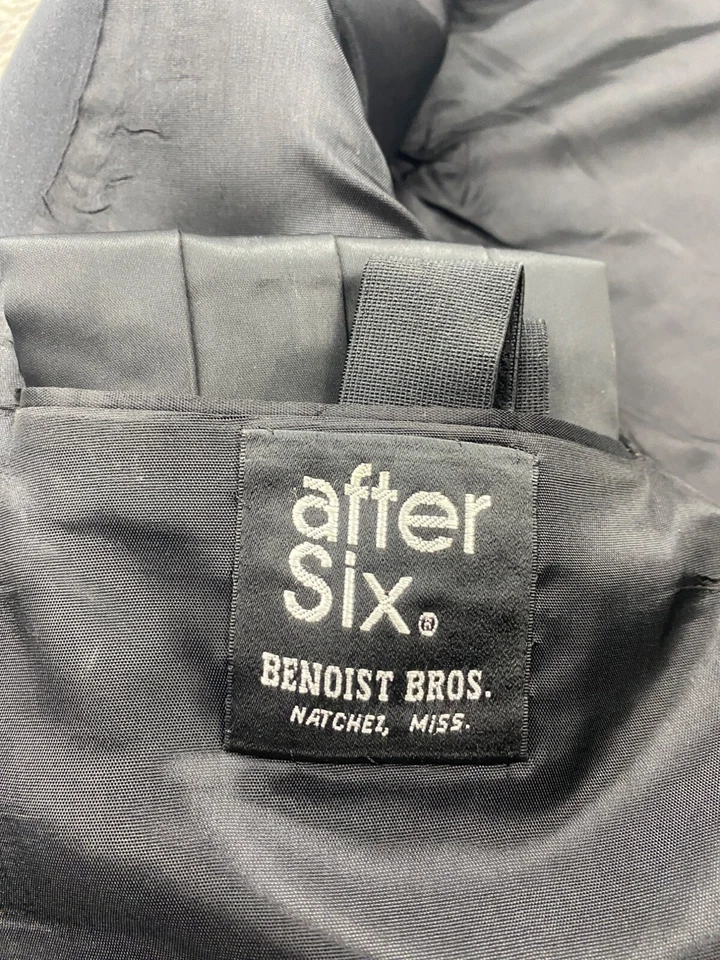 after
Six.®
BENOIST BROS.
NATCHEZ, MISS.